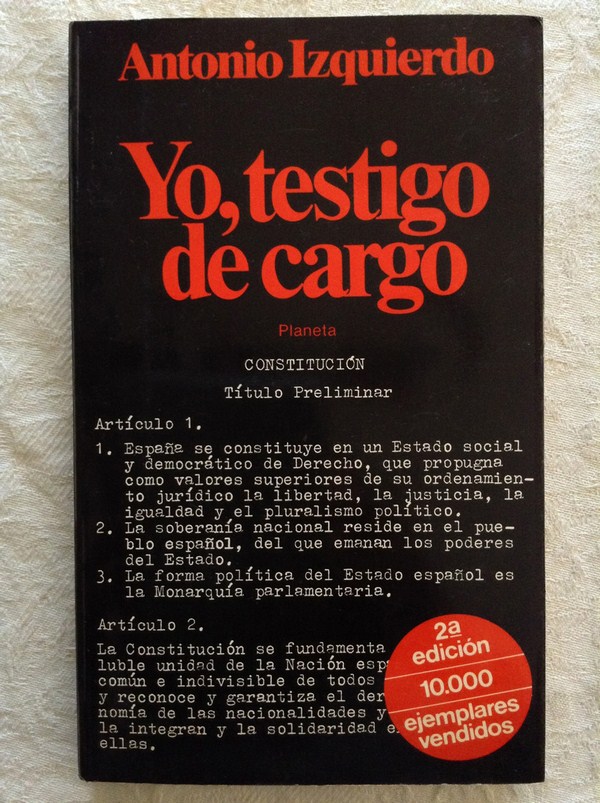 Antonio Izquierdo
Yo, testigo
de cargo
Planeta
CONSTITUCIÓN
Título Preliminar
Artículo 1.
1. España se constituye en un Estado social
y democrático de Derecho, que propugna
como valores superiores de su ordenamien-
to jurídico la libertad, la justicia, la
igualdad y el pluralismo político.
2. La soberanía nacional reside en el pue-
blo español, del que emanan los poderes
del Estado.
3. La forma política del Estado español es
la Monarquía parlamentaria.
Artículo 2.
La Constitución se fundamenta
luble unidad de la Nación esp
común e indivisible de todos
y reconoce y garantiza el der
nomía de las nacionalidades y
la integran y la solidaridad e
ellas.
2ª
edición
10.000
ejemplares
vendidos